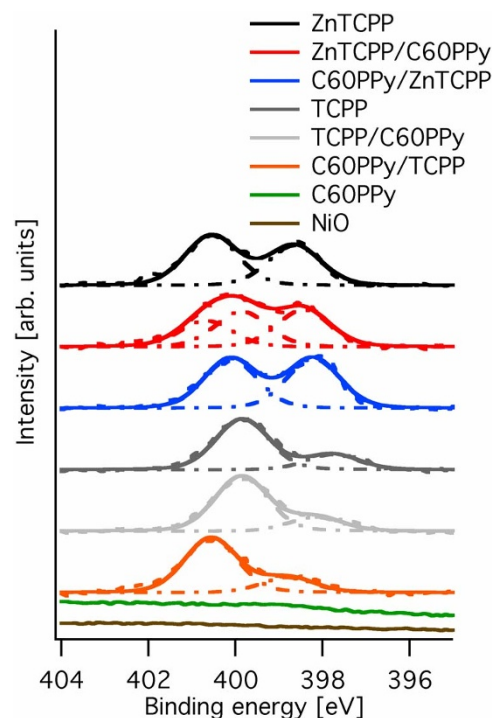 ZnTCPP
ZnTCPP/C60PPy
C60PPy/ZnTCPP
TCPP
TCPP/C60PPy
C60PPy/TCPP
C60PPy
NiO
Intensity [arb. units]
404 402 400 398 396
Binding energy [eV]